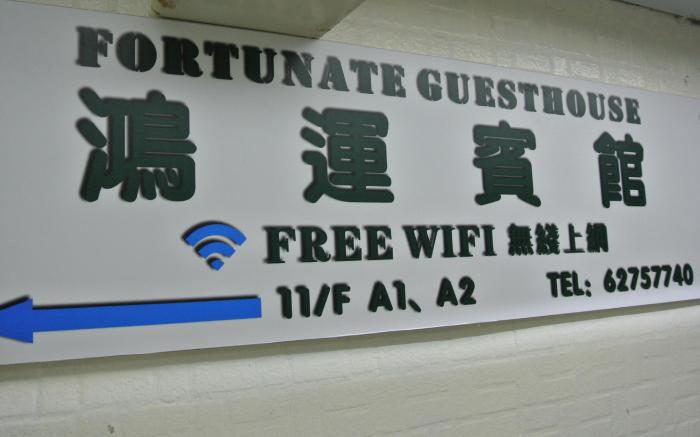 FORTUNATE GUESTHOUSE
鴻運賓館
FREE WIFI 無綫上網
11/F A1、A2 TEL: 62757740